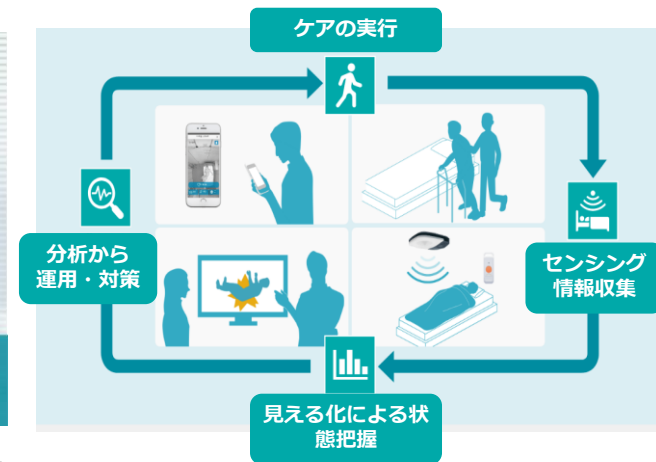 ケアの実行
分析から
運用・対策
センシング
情報収集
見える化による状
態把握